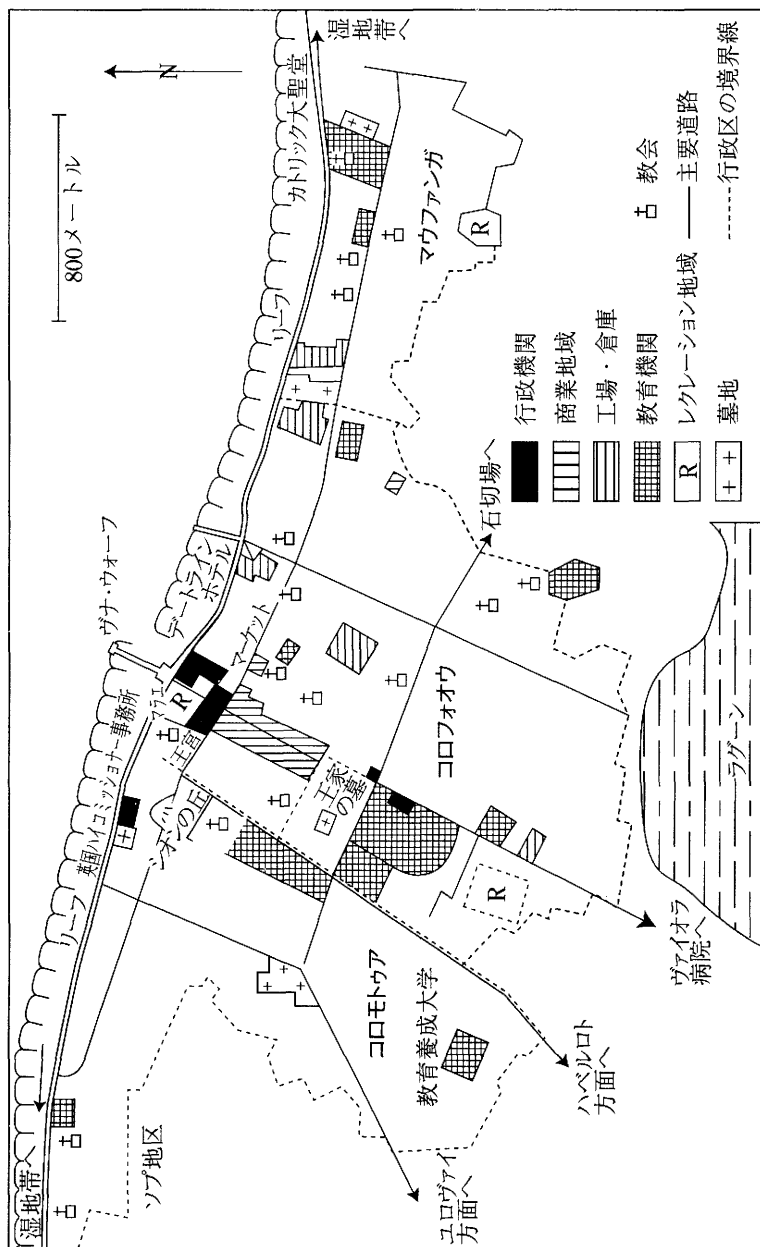 湿地帯へ
ソプ地区
リーフ
英国ハイコミッショナー事務所
シオンの丘
王宮
マラエ
R
ヴナ・ウォーフ
マーケット
デートライン
ホテル
リーフ
カトリック大聖堂
湿地帯へ
800メートル
N
コロモトゥア
教育養成大学
ユロヴァイ
方面へ
ハベルロト
方面へ
王家
の墓
R
コロフォオウ
ヴァイオラ
病院へ
ラグーン
石切場へ
マウファンガ
R
行政機関
商業地域
工場・倉庫
教育機関
R レクレーション地域
墓地
教会
主要道路
行政区の境界線